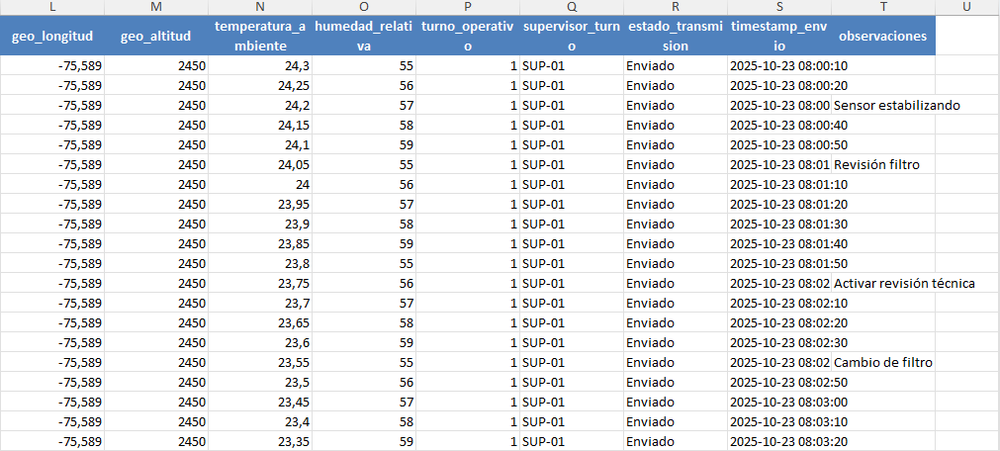 L M N O P Q R S T U
geo_longitud geo_altitud temperatura_a mbiente humedad_relati va turno_operativ o supervisor_turn o estado_transmi sion timestamp_env io observaciones
-75,589 2450 24,3 55 1 SUP-01 Enviado 2025-10-23 08:00:10
-75,589 2450 24,25 56 1 SUP-01 Enviado 2025-10-23 08:00:20
-75,589 2450 24,2 57 1 SUP-01 Enviado 2025-10-23 08:00 Sensor estabilizando
-75,589 2450 24,15 58 1 SUP-01 Enviado 2025-10-23 08:00:40
-75,589 2450 24,1 59 1 SUP-01 Enviado 2025-10-23 08:00:50
-75,589 2450 24,05 55 1 SUP-01 Enviado 2025-10-23 08:01 Revisión filtro
-75,589 2450 24 56 1 SUP-01 Enviado 2025-10-23 08:01:10
-75,589 2450 23,95 57 1 SUP-01 Enviado 2025-10-23 08:01:20
-75,589 2450 23,9 58 1 SUP-01 Enviado 2025-10-23 08:01:30
-75,589 2450 23,85 59 1 SUP-01 Enviado 2025-10-23 08:01:40
-75,589 2450 23,8 55 1 SUP-01 Enviado 2025-10-23 08:01:50
-75,589 2450 23,75 56 1 SUP-01 Enviado 2025-10-23 08:02 Activar revisión técnica
-75,589 2450 23,7 57 1 SUP-01 Enviado 2025-10-23 08:02:10
-75,589 2450 23,65 58 1 SUP-01 Enviado 2025-10-23 08:02:20
-75,589 2450 23,6 59 1 SUP-01 Enviado 2025-10-23 08:02:30
-75,589 2450 23,55 55 1 SUP-01 Enviado 2025-10-23 08:02 Cambio de filtro
-75,589 2450 23,5 56 1 SUP-01 Enviado 2025-10-23 08:02:50
-75,589 2450 23,45 57 1 SUP-01 Enviado 2025-10-23 08:03:00
-75,589 2450 23,4 58 1 SUP-01 Enviado 2025-10-23 08:03:10
-75,589 2450 23,35 59 1 SUP-01 Enviado 2025-10-23 08:03:20